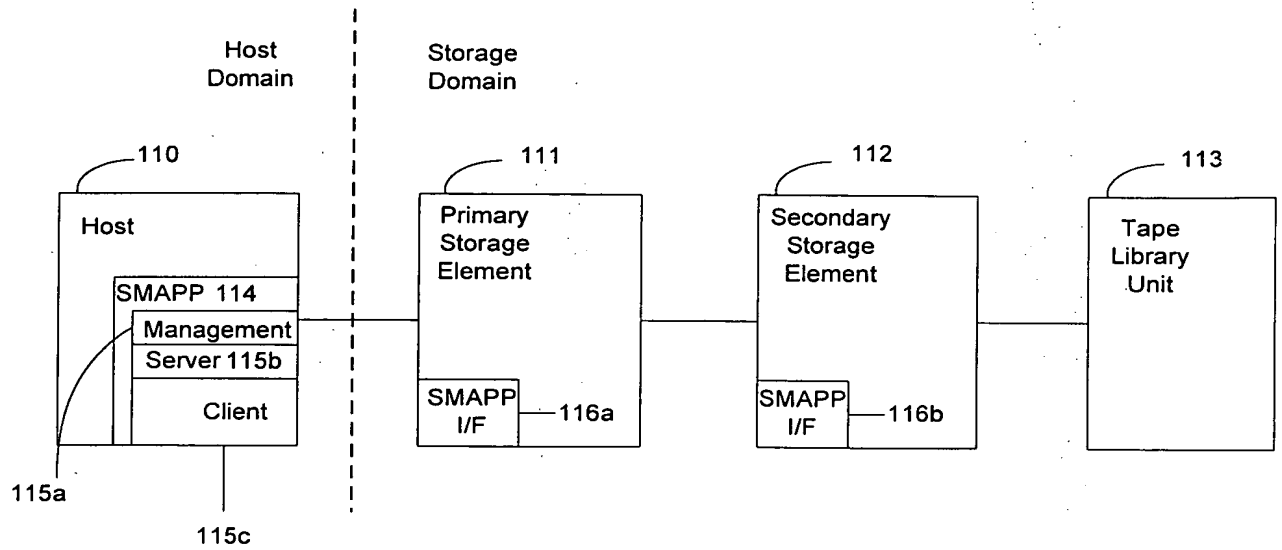 Host
Domain
Storage
Domain
110
111
112
113
Host
SMAPP 114
Management
Server 115b
Client
115a
115c
Primary
Storage
Element
SMAPP
I/F
116a
Secondary
Storage
Element
SMAPP
I/F
116b
Tape
Library
Unit